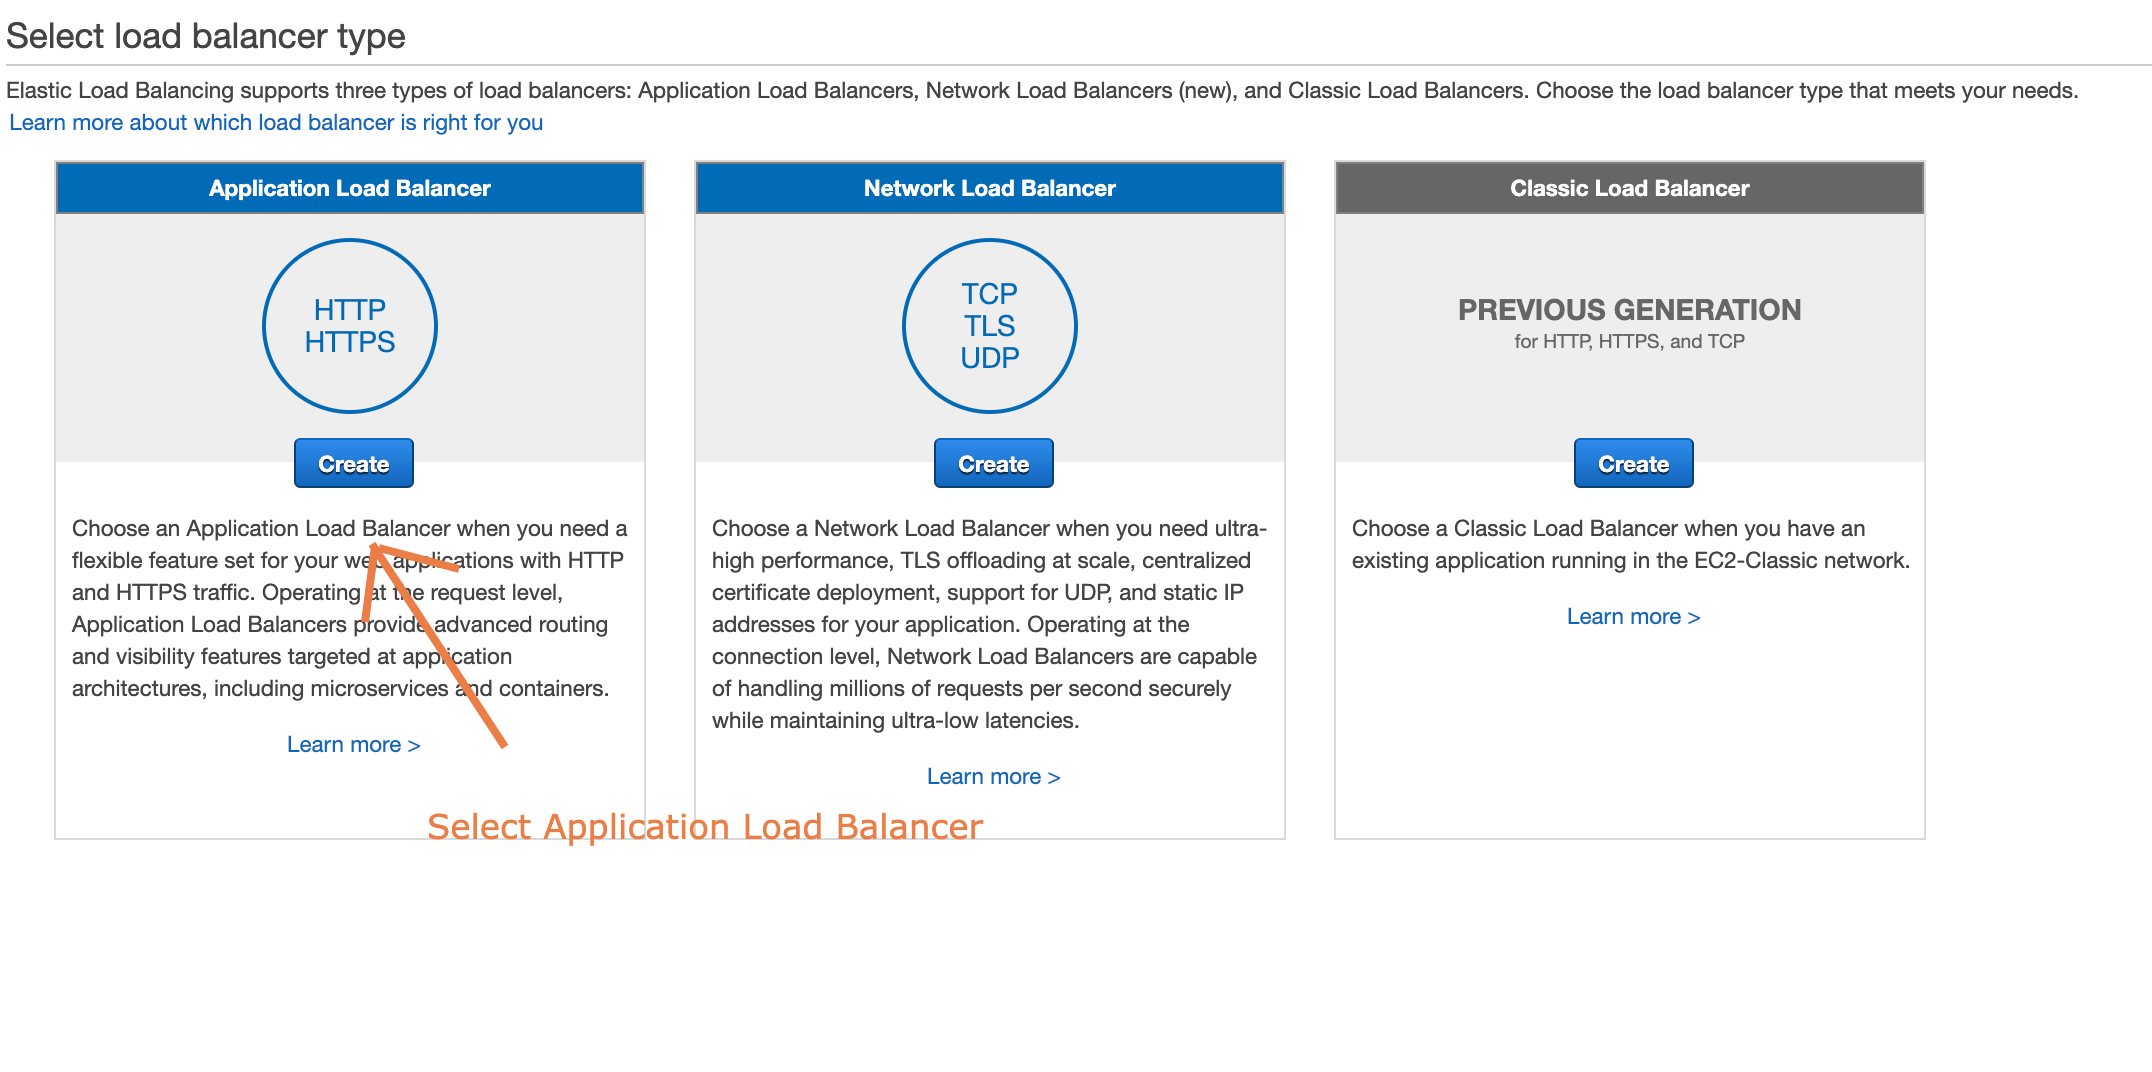 Select load balancer type
Elastic Load Balancing supports three types of load balancers: Application Load Balancers, Network Load Balancers (new), and Classic Load Balancers. Choose the load balancer type that meets your needs.
Learn more about which load balancer is right for you
Application Load Balancer
HTTP
HTTPS
Create
Choose an Application Load Balancer when you need a
flexible feature set for your web applications with HTTP
and HTTPS traffic. Operating at the request level,
Application Load Balancers provide advanced routing
and visibility features targeted at application
architectures, including microservices and containers.
Learn more >
Network Load Balancer
TCP
TLS
UDP
Create
Choose a Network Load Balancer when you need ultra-
high performance, TLS offloading at scale, centralized
certificate deployment, support for UDP, and static IP
addresses for your application. Operating at the
connection level, Network Load Balancers are capable
of handling millions of requests per second securely
while maintaining ultra-low latencies.
Learn more >
Classic Load Balancer
PREVIOUS GENERATION
for HTTP, HTTPS, and TCP
Create
Choose a Classic Load Balancer when you have an
existing application running in the EC2-Classic network.
Learn more >
Select Application Load Balancer